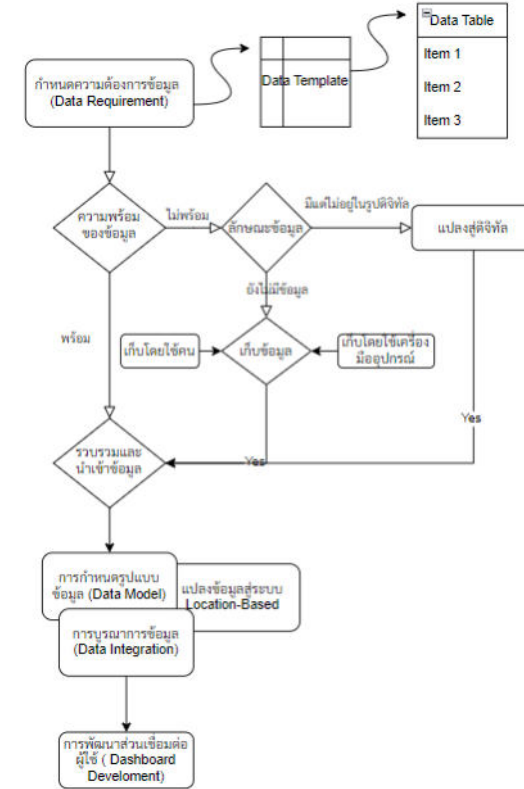 Data Table
Item 1
Item 2
Item 3
Data Template
กำหนดความต้องการข้อมูล
(Data Requirement)
ความพร้อม
ของข้อมูล
ไม่พร้อม
ลักษณะข้อมูล
มีแต่ไม่อยู่ในรูปดิจิทัล
แปลงสู่ดิจิทัล
ยังไม่มีข้อมูล
พร้อม
เก็บโดยใช้คน
เก็บข้อมูล
เก็บโดยใช้เครื่อง
มืออุปกรณ์
Yes
รวบรวมและ
นำเข้าข้อมูล
Yes
การกำหนดรูปแบบ
ข้อมูล (Data Model)
แปลงข้อมูลสู่ระบบ
Location-Based
การบูรณาการข้อมูล
(Data Integration)
การพัฒนาส่วนเชื่อมต่อ
ผู้ใช้ ( Dashboard
Develoment)